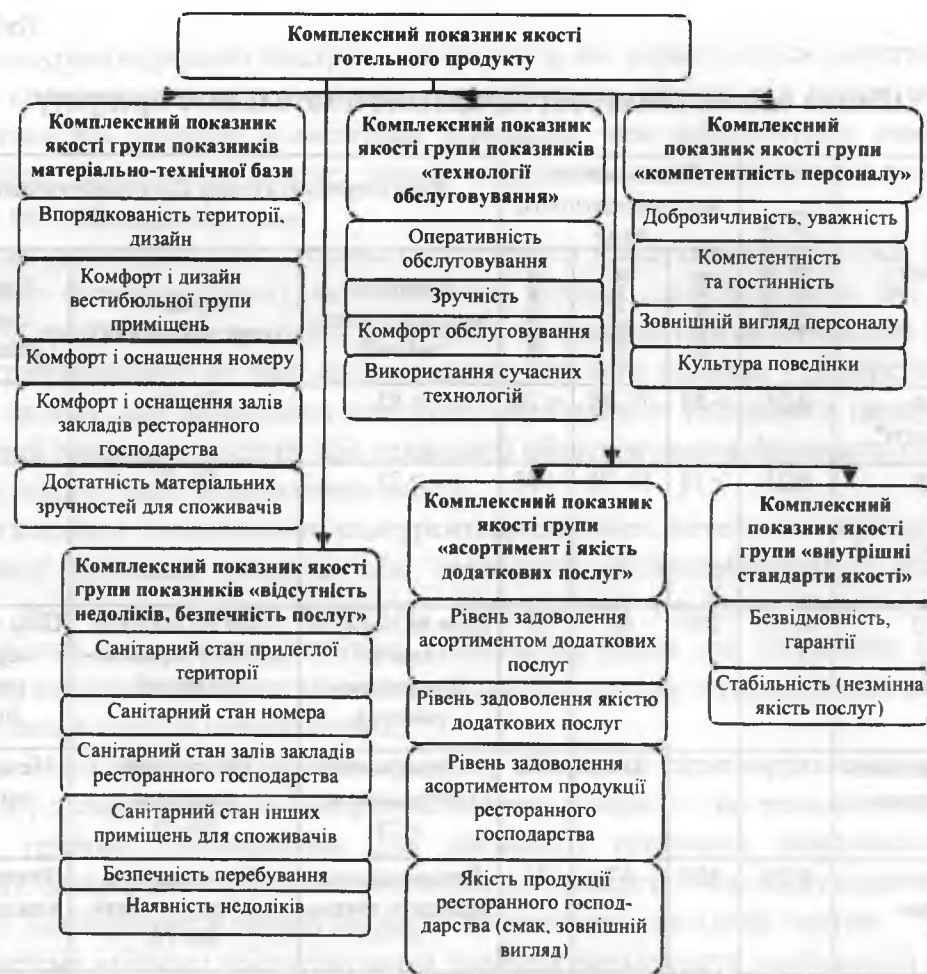 Комплексний показник якості
готельного продукту
Комплексний показник
якості групи показників
матеріально-технічної бази
Впорядкованість території,
дизайн
Комфорт і дизайн
вестибюльної групи
приміщень
Комфорт і оснащення номеру
Комфорт і оснащення залів
закладів ресторанного
господарства
Достатність матеріальних
зручностей для споживачів
Комплексний показник
якості групи показників
«технології
обслуговування»
Оперативність
обслуговування
Зручність
Комфорт обслуговування
Використання сучасних
технологій
Комплексний
показник якості групи
«компетентність персоналу»
Доброзичливість, уважність
Компетентність
та гостинність
Зовнішній вигляд персоналу
Культура поведінки
Комплексний показник якості
групи показників «відсутність
недоліків, безпечність послуг»
Санітарний стан прилеглої
території
Санітарний стан номера
Санітарний стан залів закладів
ресторанного господарства
Санітарний стан інших
приміщень для споживачів
Безпечність перебування
Наявність недоліків
Комплексний показник
якості групи
«асортимент і якість
додаткових послуг»
Рівень задоволення
асортиментом додаткових
послуг
Рівень задоволення якістю
додаткових послуг
Рівень задоволення
асортиментом продукції
ресторанного
господарства
Якість продукції
ресторанного госпо-
дарства (смак, зовнішній
вигляд)
Комплексний
показник якості
групи «внутрішні
стандарти якості»
Безвідмовність,
гарантії
Стабільність (незмінна
якість послуг)